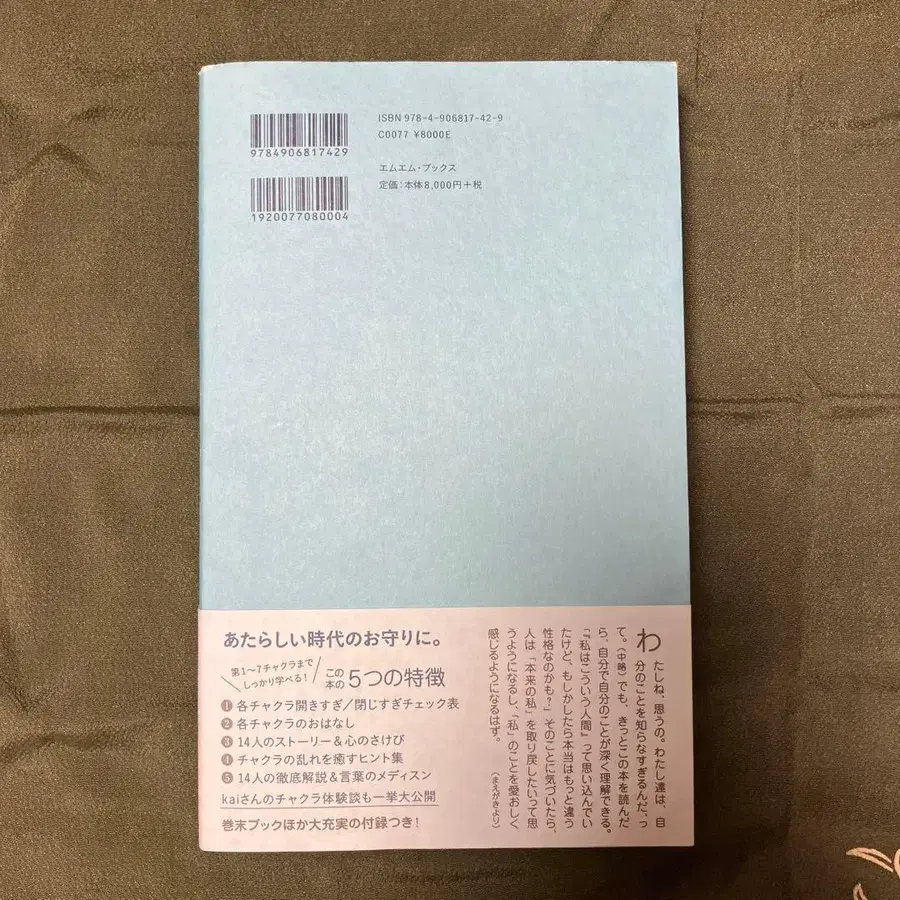 ISBN 978-4-906817-42-9
C0077 ¥8000E
9784906817429
エムエム・ブックス
定価:本体8,000円+税
1920077080004
あたらしい時代のお守りに。
第1〜7チャクラまで
しっかり学べる!
この
本の
5つの特徴
1 各チャクラ開きすぎ/閉じすぎチェック表
2 各チャクラのおはなし
3 14人のストーリー&心のさけび
4 チャクラの乱れを癒すヒント集
5 14人の徹底解説&言葉のメディスン
kaiさんのチャクラ体験談も一挙大公開
巻末ブックほか大充実の付録つき!
わたしね、思うの。わたし達は、自
分のことを知らなすぎるんだ、っ
て。(中略)でも、きっとこの本を読んだ
ら、自分で自分のことが深く理解できる。
「『私はこういう人間』って思い込んでい
たけど、もしかしたら本当はもっと違う
性格なのかも?」そのことに気づいたら、
人は「本来の私」を取り戻したいって思
うようになるし、「私」のことを愛おしく
感じるようになるはず。
(まえがきより)